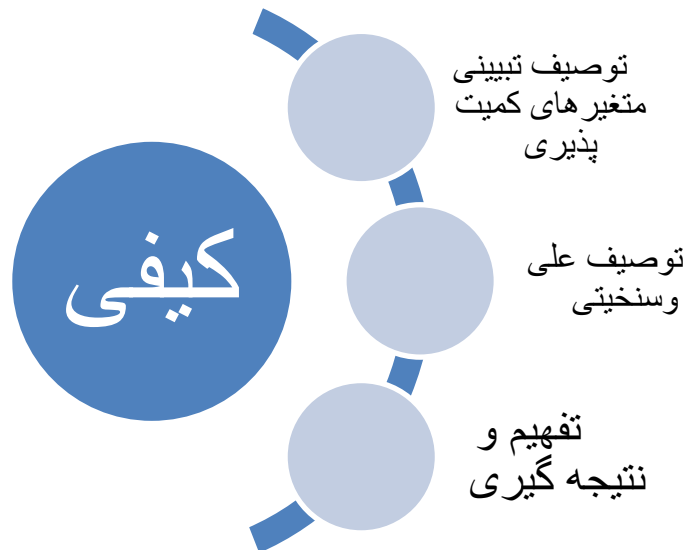 کیفی
توصیف تبیینی
متغیرهای کمیت
پذیری
توصیف علی
وسنخیتی
تفهیم و
نتیجه گیری